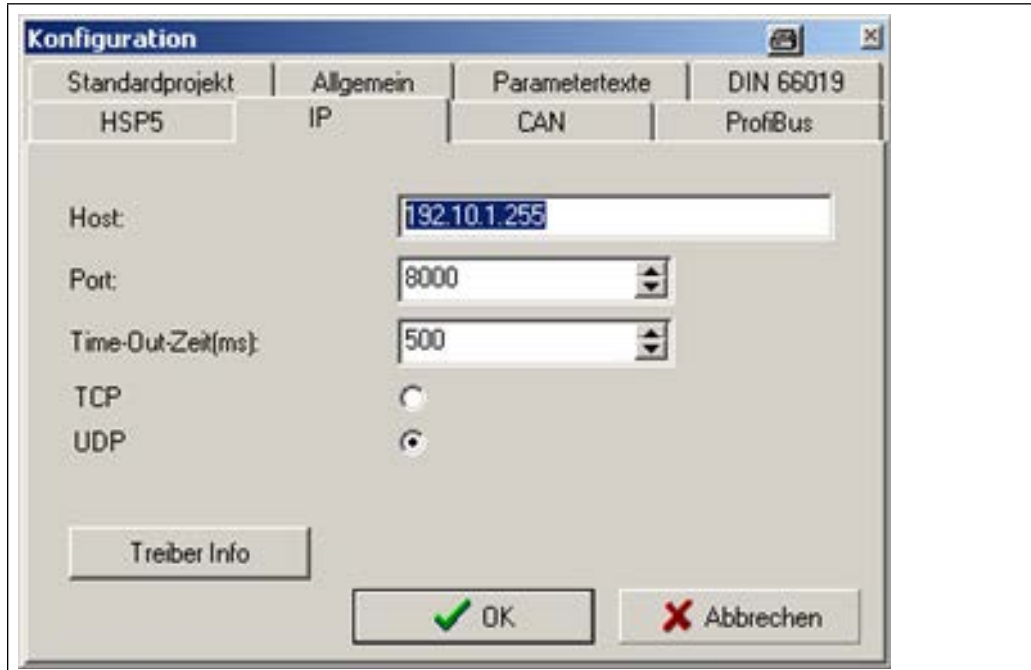 Konfiguration
Standardprojekt Allgemein Parametertexte DIN 66019
HSP5 IP CAN ProfiBus
Host: 192.10.1.255
Port: 8000
Time-Out-Zeit(ms): 500
TCP
UDP
Treiber Info
OK Abbrechen